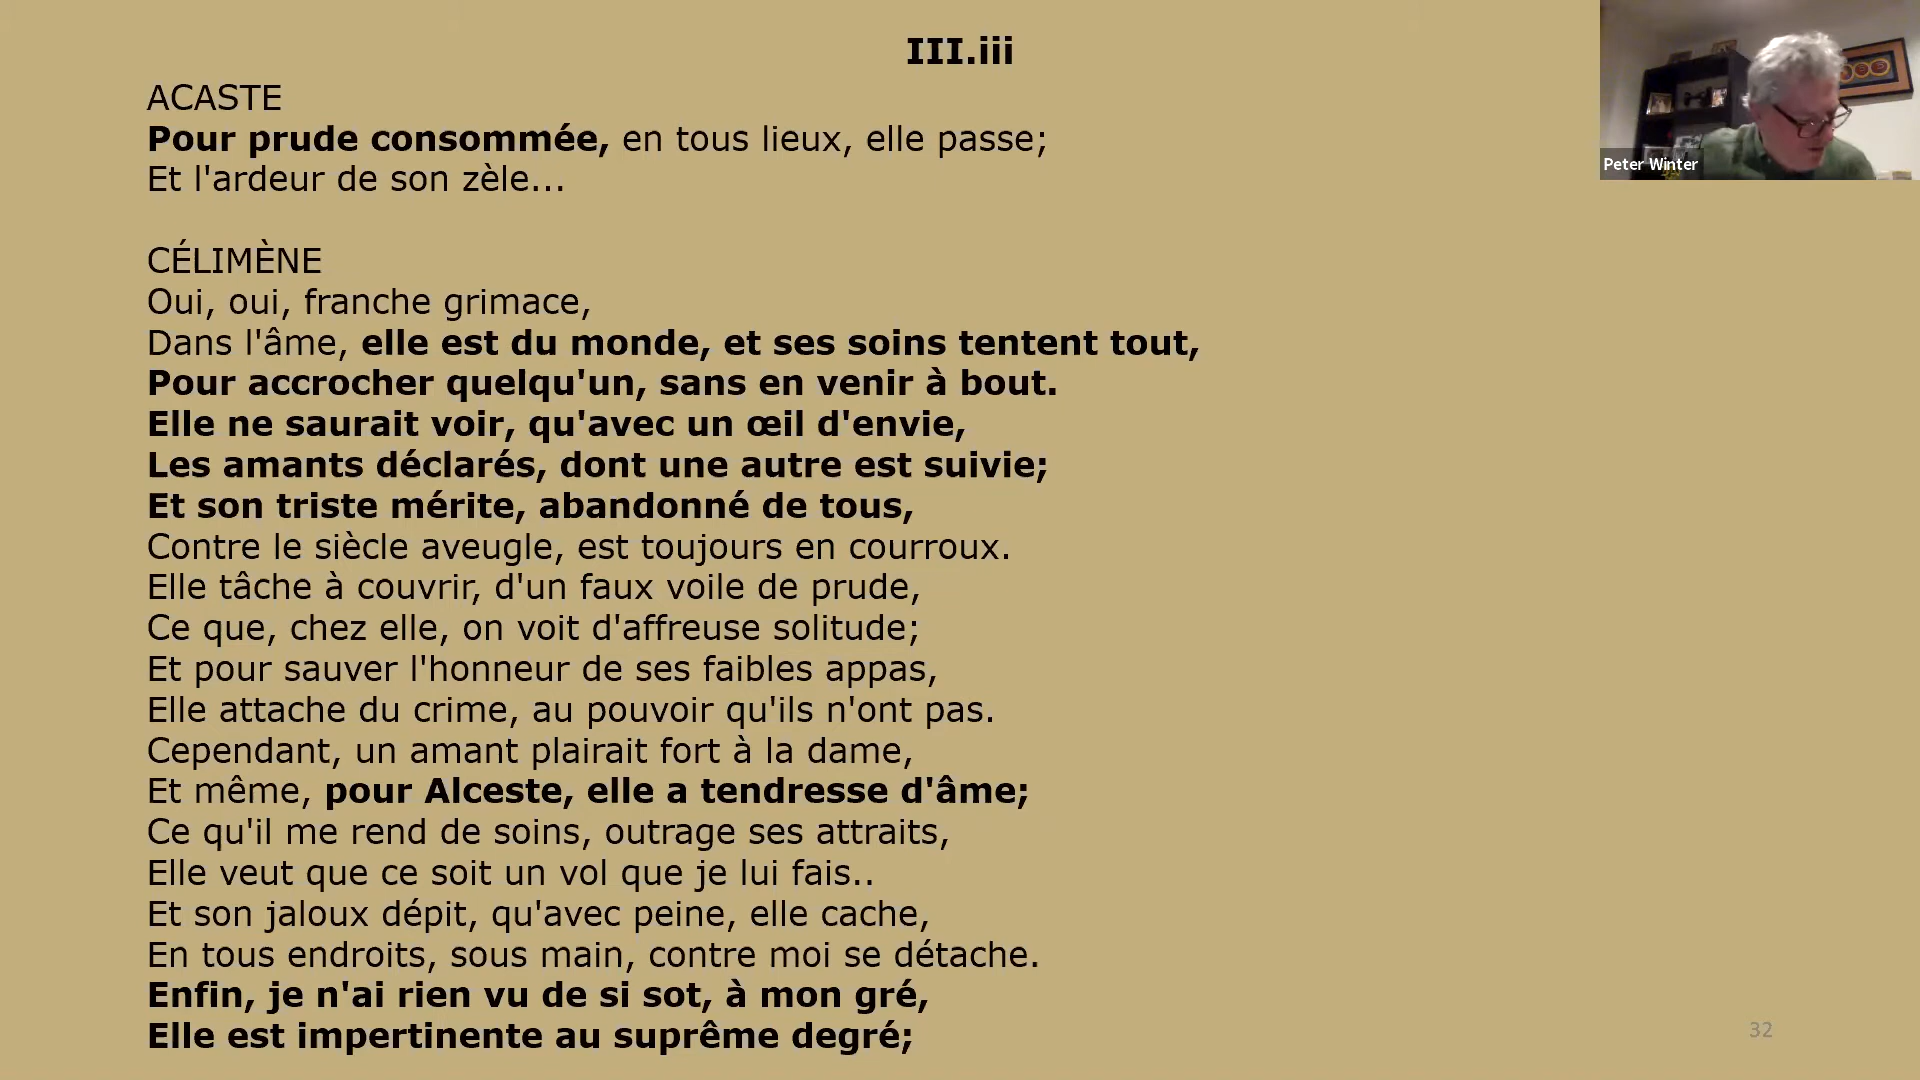 III.iii
ACASTE
Pour prude consommée, en tous lieux, elle passe;
Et l'ardeur de son zèle...
CÉLIMÈNE
Oui, oui, franche grimace,
Dans l'âme, elle est du monde, et ses soins tentent tout,
Pour accrocher quelqu'un, sans en venir à bout.
Elle ne saurait voir, qu'avec un œil d'envie,
Les amants déclarés, dont une autre est suivie;
Et son triste mérite, abandonné de tous,
Contre le siècle aveugle, est toujours en courroux.
Elle tâche à couvrir, d'un faux voile de prude,
Ce que, chez elle, on voit d'affreuse solitude;
Et pour sauver l'honneur de ses faibles appas,
Elle attache du crime, au pouvoir qu'ils n'ont pas.
Cependant, un amant plairait fort à la dame,
Et même, pour Alceste, elle a tendresse d'âme;
Ce qu'il me rend de soins, outrage ses attraits,
Elle veut que ce soit un vol que je lui fais..
Et son jaloux dépit, qu'avec peine, elle cache,
En tous endroits, sous main, contre moi se détache.
Enfin, je n'ai rien vu de si sot, à mon gré,
Elle est impertinente au suprême degré;
Peter Winter
32